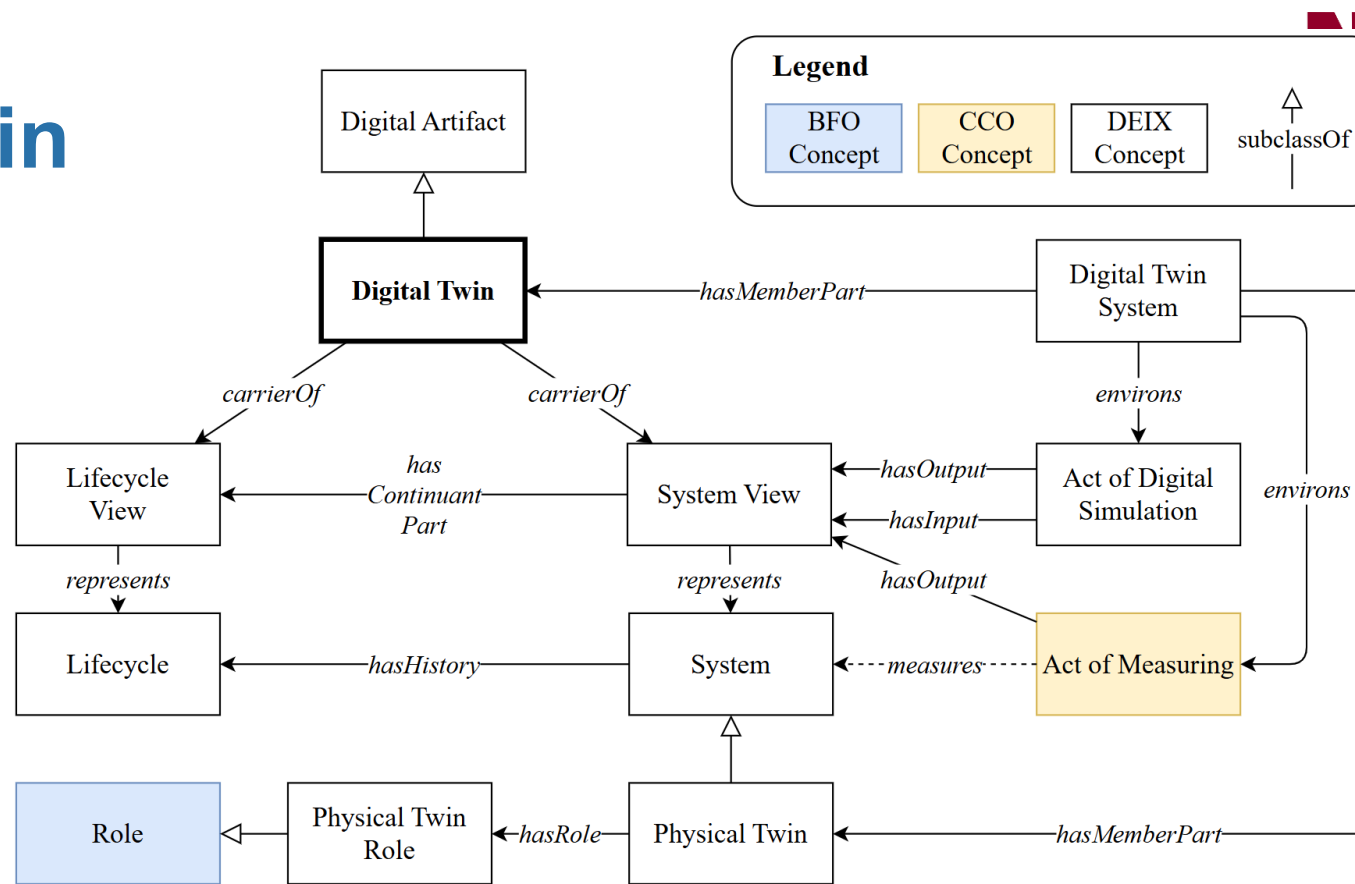 in
Legend
BFO
Concept
CCO
Concept
DEIX
Concept
subclassOf
Digital Artifact
Digital Twin
hasMemberPart
Digital Twin
System
carrierOf
carrierOf
environs
environs
Lifecycle
View
has
Continuant
Part
System View
hasOutput
hasInput
Act of Digital
Simulation
represents
represents
hasOutput
Lifecycle
hasHistory
System
measures
Act of Measuring
Role
Physical Twin
Role
hasRole
Physical Twin
hasMemberPart